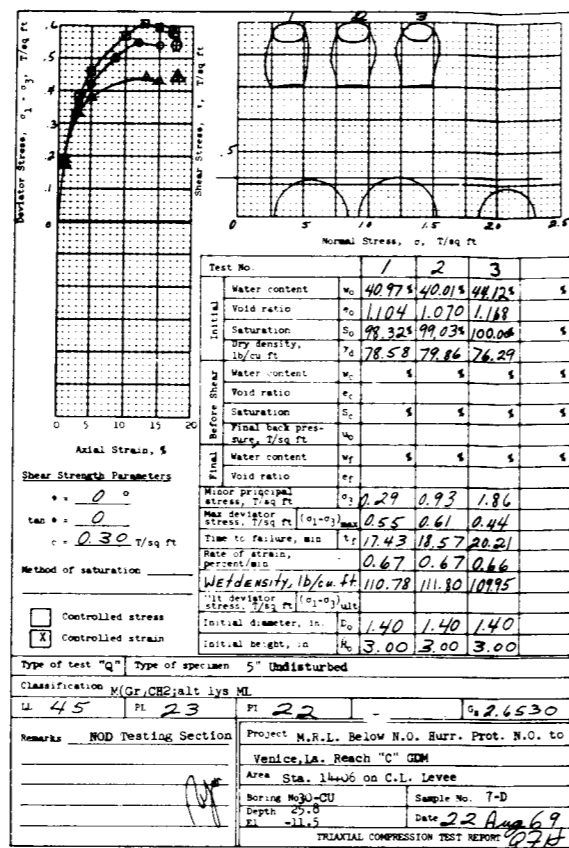 Deviator Stress, σ1 - σ3, T/sq ft
.6
.5
.4
.3
.2
.1
0
0 5 10 15 20
Axial Strain, %
Shear Stress, τ, T/sq ft
.5
1 2 3
0 .5 1.0 1.5 2.0 2.5
Normal Stress, σ, T/sq ft
Shear Strength Parameters
φ = 0 °
tan φ = 0
c = 0.30 T/sq ft
Method of saturation
Controlled stress
X Controlled strain
Test No. 1 2 3
Initial
Water content w0 40.97% 40.01% 44.12% %
Void ratio e0 1.104 1.070 1.168
Saturation S0 98.32% 99.03% 100.00% %
Dry density, lb/cu ft γd 78.58 79.86 76.29
Before Shear
Water content wc % % % %
Void ratio ec
Saturation Sc % % % %
Final back pressure, T/sq ft u0
Final
Water content wf % % % %
Void ratio ef
Minor principal stress, T/sq ft σ3 0.29 0.93 1.86
Max deviator stress, T/sq ft (σ1-σ3)max 0.55 0.61 0.44
Time to failure, min tf 17.43 18.57 20.21
Rate of strain, percent/min 0.67 0.67 0.66
Wet density, lb/cu. ft. 110.78 111.80 109.95
Ult deviator stress, T/sq ft (σ1-σ3)ult
Initial diameter, in. D0 1.40 1.40 1.40
Initial height, in H0 3.00 3.00 3.00
Type of test "Q" Type of specimen 5" Undisturbed
Classification M(Gr,CH2;alt lys ML
LL 45 PL 23 PI 22 - Gs 2.6530
Remarks NOD Testing Section
Project M.R.L. Below N.O. Hurr. Prot. N.O. to
Venice,La. Reach "C" GDM
Area Sta. 14+06 on C.L. Levee
Boring No 30-CU Sample No. 7-D
Depth 25.8
El -11.5 Date 22 Aug 69
TRIAXIAL COMPRESSION TEST REPORT